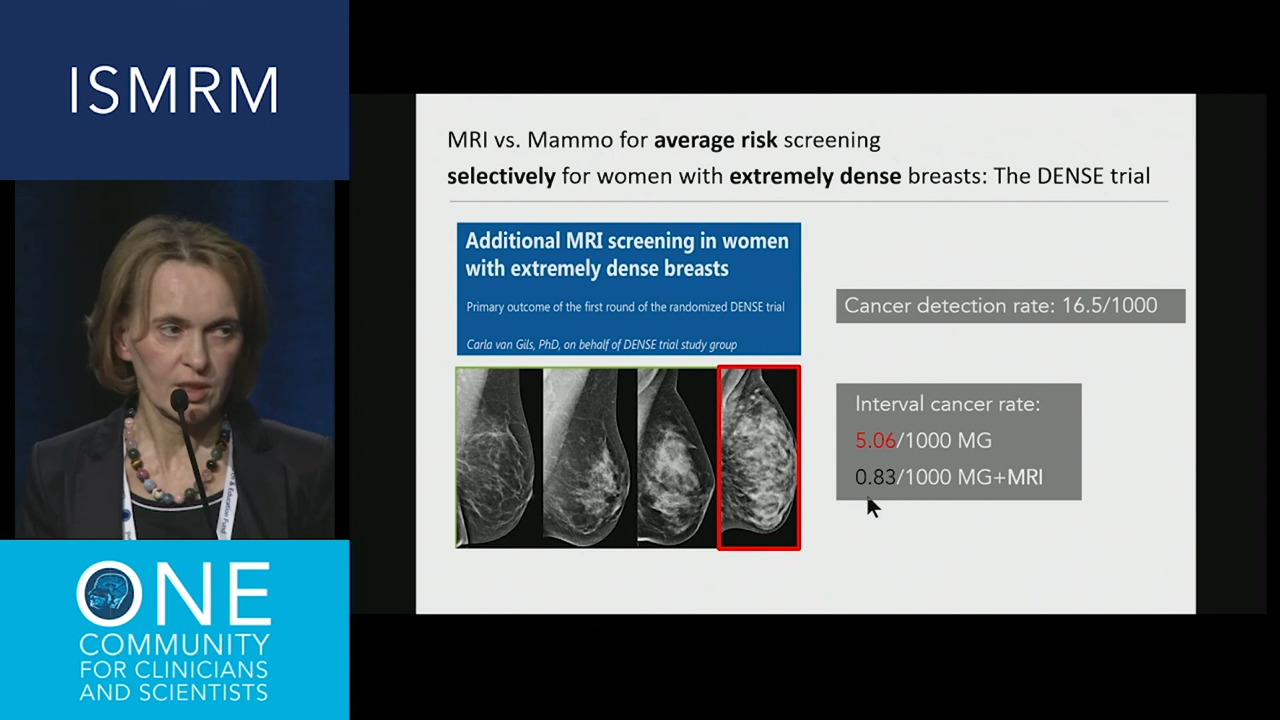 ISMRM
MRI vs. Mammo for average risk screening
selectively for women with extremely dense breasts: The DENSE trial
Additional MRI screening in women
with extremely dense breasts
Primary outcome of the first round of the randomized DENSE trial
Carla van Gils, PhD, on behalf of DENSE trial study group
Cancer detection rate: 16.5/1000
Interval cancer rate:
5.06/1000 MG
0.83/1000 MG+MRI
& Education Fund
ONE
COMMUNITY
FOR CLINICIANS
AND SCIENTISTS